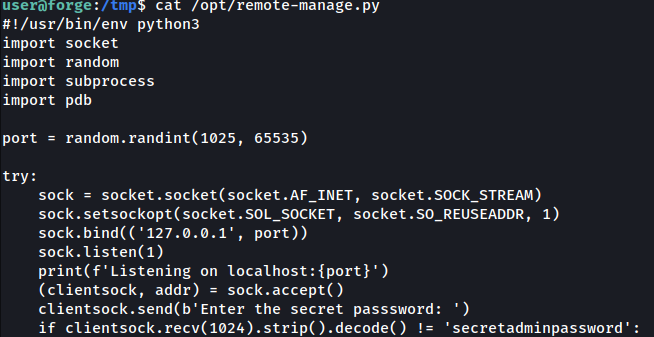 user@forge:/tmp$ cat /opt/remote-manage.py
#!/usr/bin/env python3
import socket
import random
import subprocess
import pdb

port = random.randint(1025, 65535)

try:
    sock = socket.socket(socket.AF_INET, socket.SOCK_STREAM)
    sock.setsockopt(socket.SOL_SOCKET, socket.SO_REUSEADDR, 1)
    sock.bind(('127.0.0.1', port))
    sock.listen(1)
    print(f'Listening on localhost:{port}')
    (clientsock, addr) = sock.accept()
    clientsock.send(b'Enter the secret passsword: ')
    if clientsock.recv(1024).strip().decode() != 'secretadminpassword':